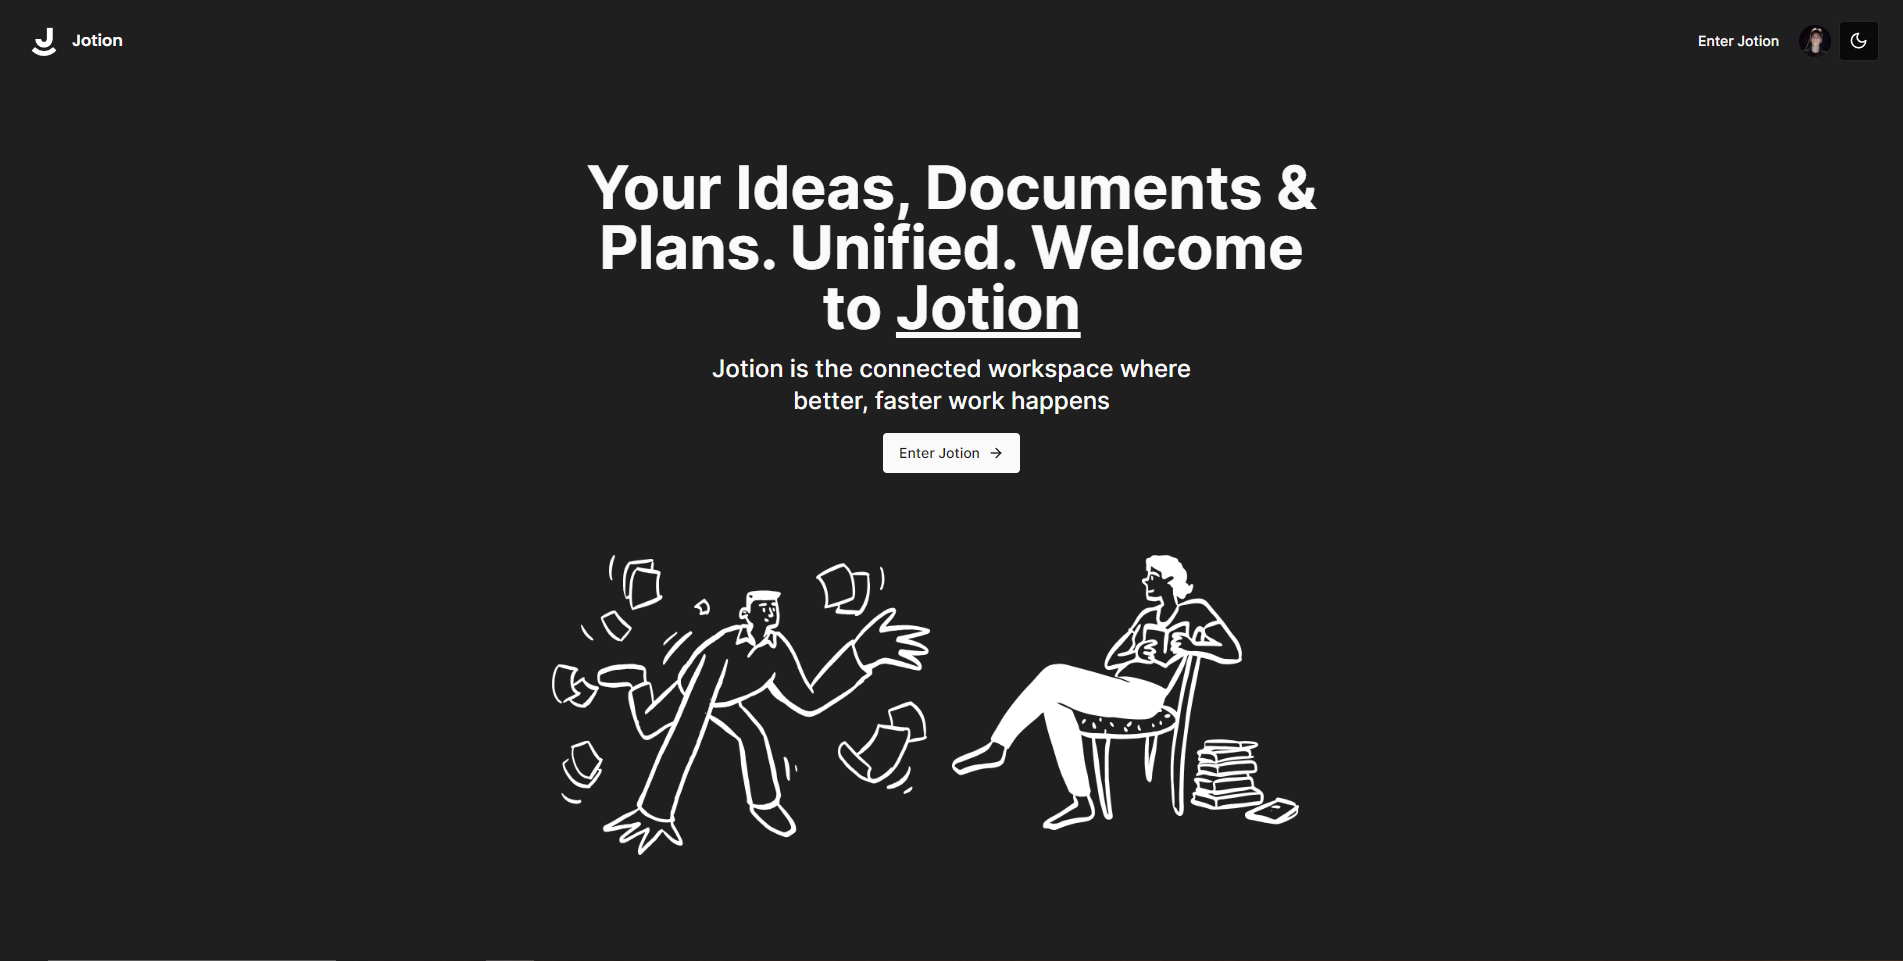 Jotion
Enter Jotion
Your Ideas, Documents &
Plans. Unified. Welcome
to Jotion
Jotion is the connected workspace where
better, faster work happens
Enter Jotion